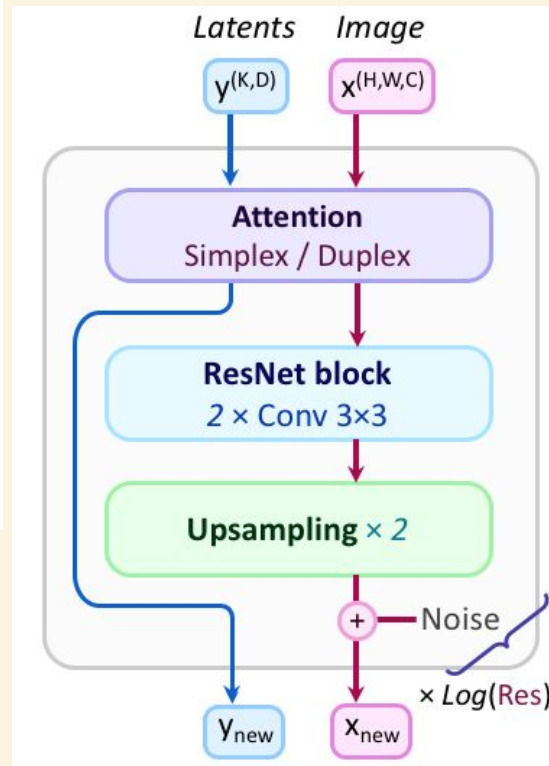 Latents Image
y(K,D) x(H,W,C)
Attention
Simplex / Duplex
ResNet block
2 × Conv 3×3
Upsampling × 2
+ Noise
× Log(Res)
ynew xnew